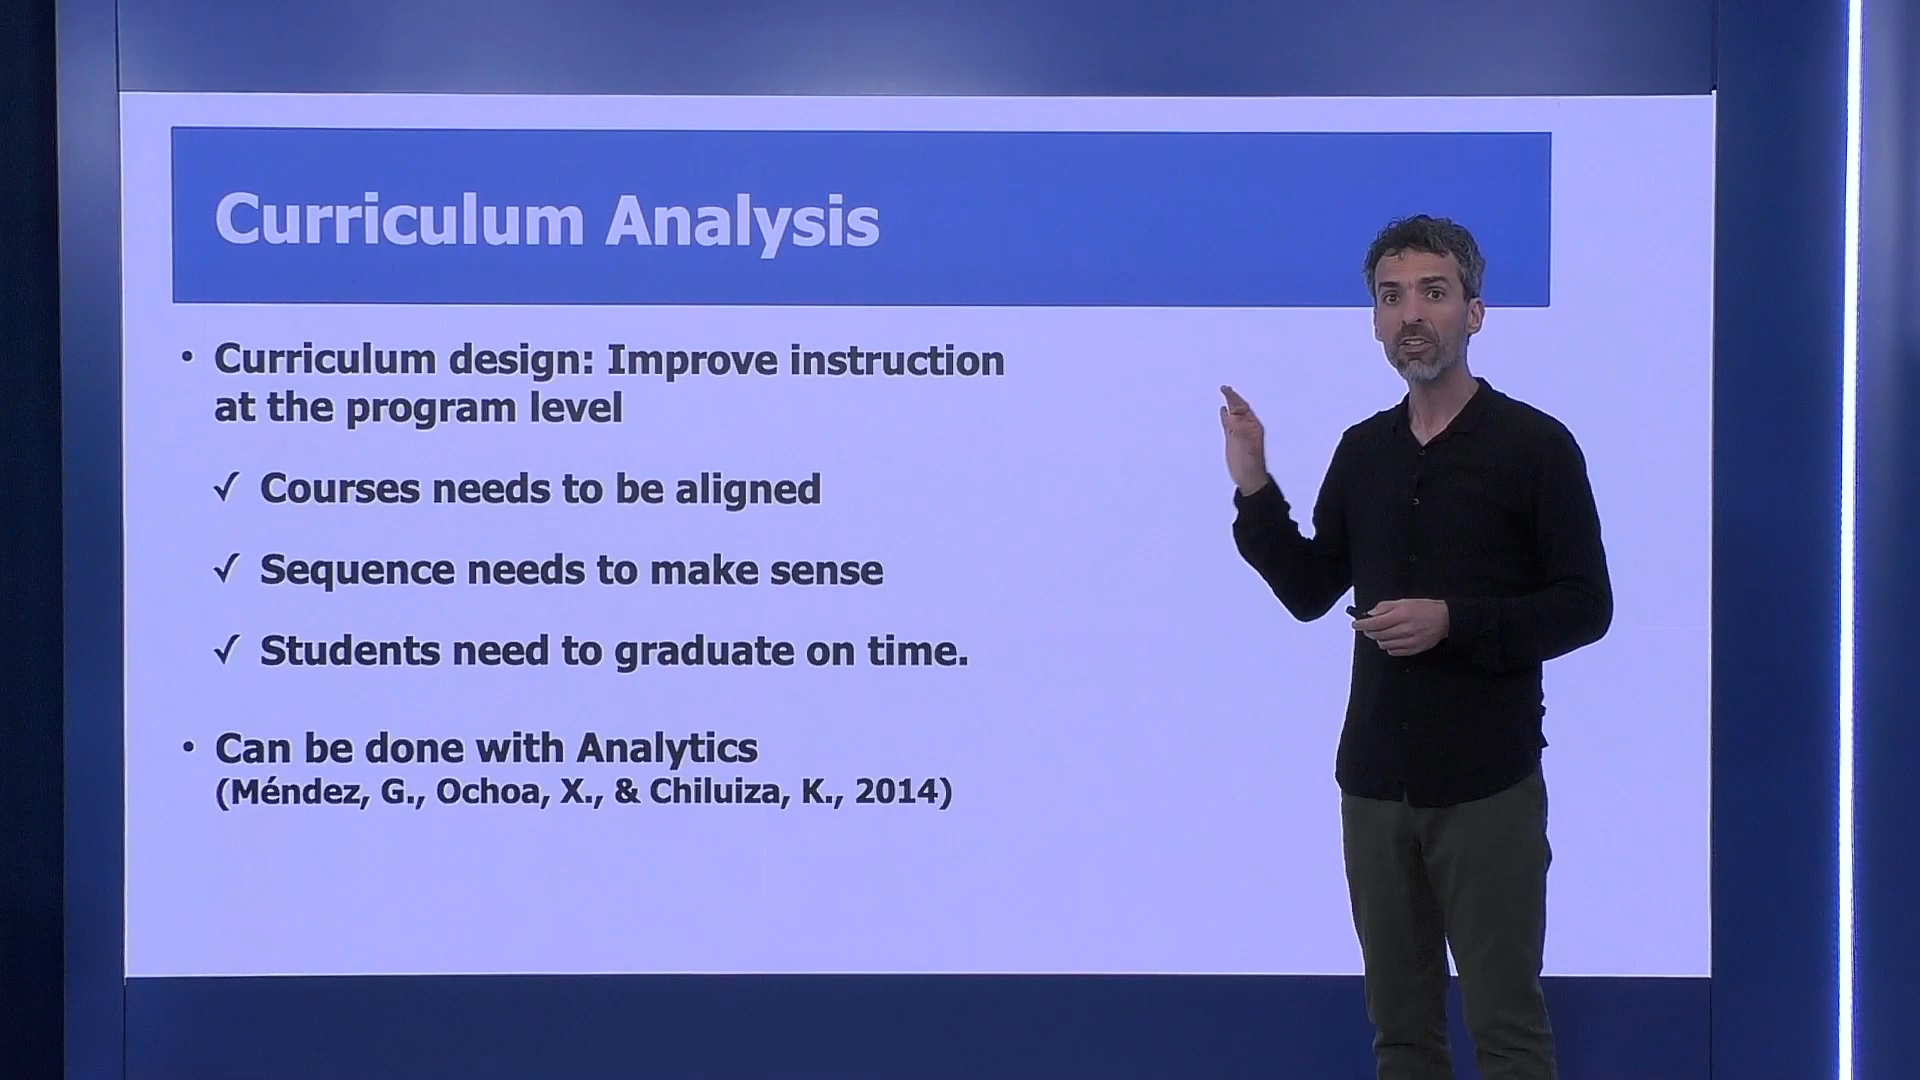 Curriculum Analysis
• Curriculum design: Improve instruction
at the program level
✓ Courses needs to be aligned
✓ Sequence needs to make sense
✓ Students need to graduate on time.
• Can be done with Analytics
(Méndez, G., Ochoa, X., & Chiluiza, K., 2014)